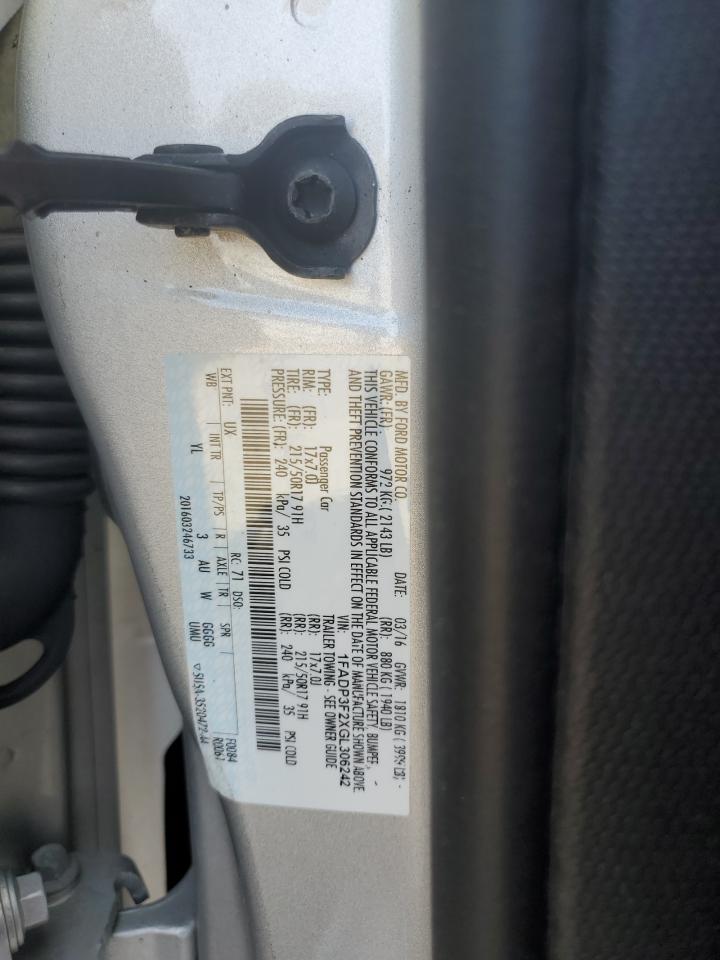 MFD. BY FORD MOTOR CO.
DATE: 03/16 GVWR: 1810 KG
GAWR: (FR) 972 KG ( 2143 LB) (RR): 880 KG ( 1940 LB)
THIS VEHICLE CONFORMS TO ALL APPLICABLE FEDERAL MOTOR VEHICLE SAFETY, BUMPER,
AND THEFT PREVENTION STANDARDS IN EFFECT ON THE DATE OF MANUFACTURE SHOWN ABOVE.
VIN: 1FADP3F2XGL306242
TYPE: Passenger Car TRAILER TOWING - SEE OWNER GUIDE
RIM: (FR): 17x7.0J (RR): 17x7.0J
TIRE: (FR): 215/50R17 91H (RR): 215/50R17 91H
PRESSURE: (FR): 240 kPa/ 35 PSI COLD (RR): 240 kPa/ 35 PSI COLD
EXT PNT: UX RC: 71 DSO: F0084
WB INT TR TP/PS R AXLE TR SPR R0067
YL 3 AU W GGGG UMU
201603246733